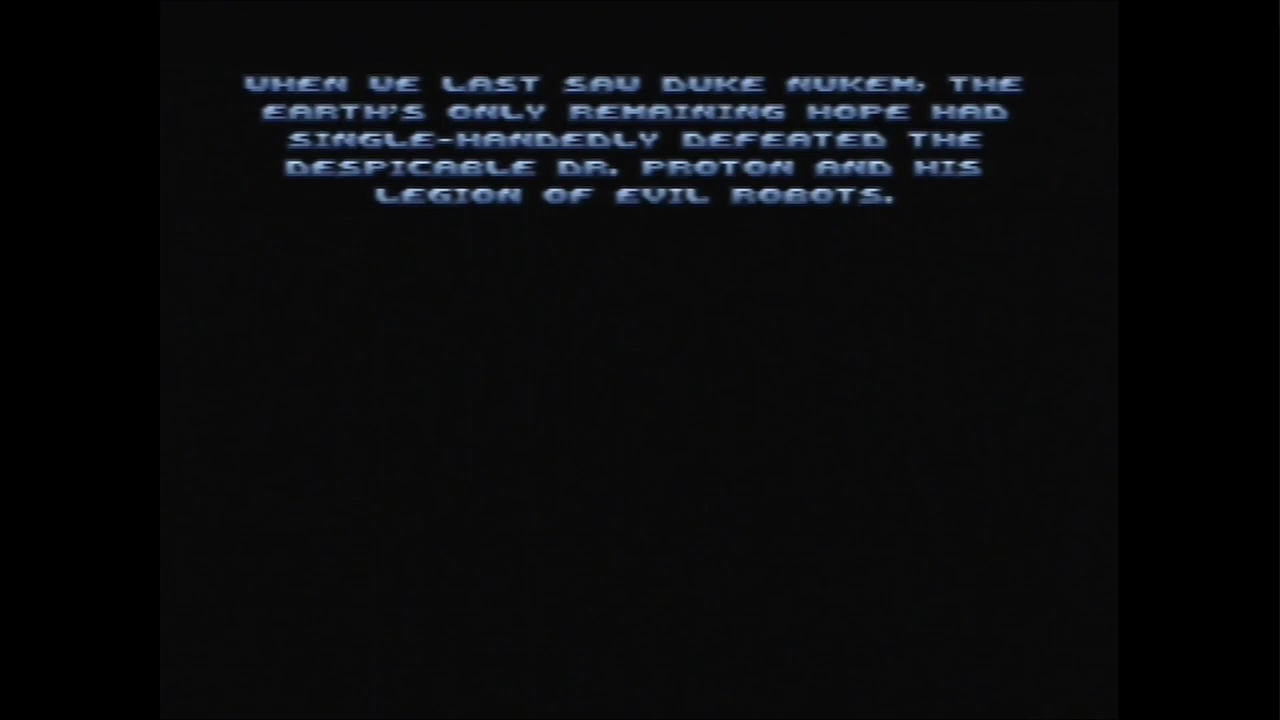 WHEN WE LAST SAW DUKE NUKEM, THE
EARTH'S ONLY REMAINING HOPE HAD
SINGLE-HANDEDLY DEFEATED THE
DESPICABLE DR. PROTON AND HIS
LEGION OF EVIL ROBOTS.